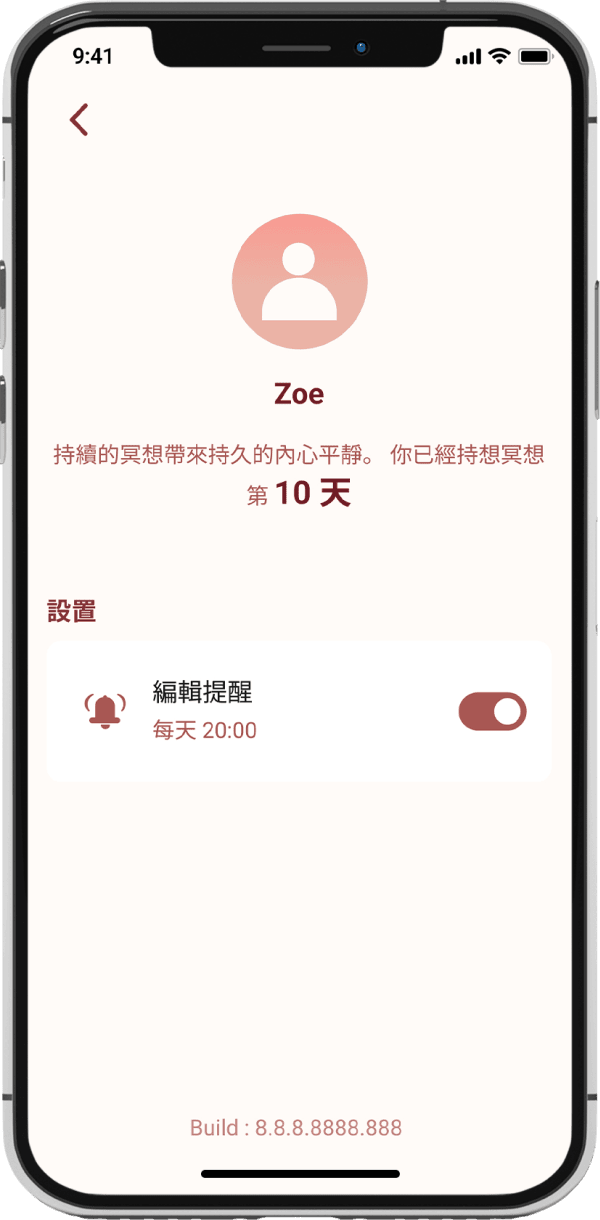 9:41
Zoe
持續的冥想帶來持久的內心平靜。 你已經持想冥想
第 10 天
設置
編輯提醒
每天 20:00
Build : 8.8.8.8888.888